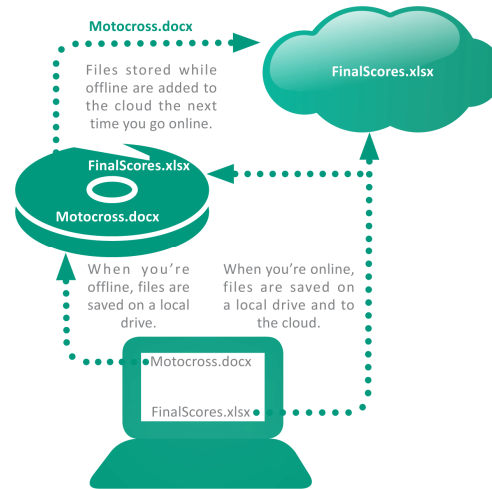 Motocross.docx
Files stored while
offline are added to
the cloud the next
time you go online.
FinalScores.xlsx
FinalScores.xlsx
Motocross.docx
When you're
offline, files are
saved on a local
drive.
When you're online,
files are saved on
a local drive and to
the cloud.
Motocross.docx
FinalScores.xlsx